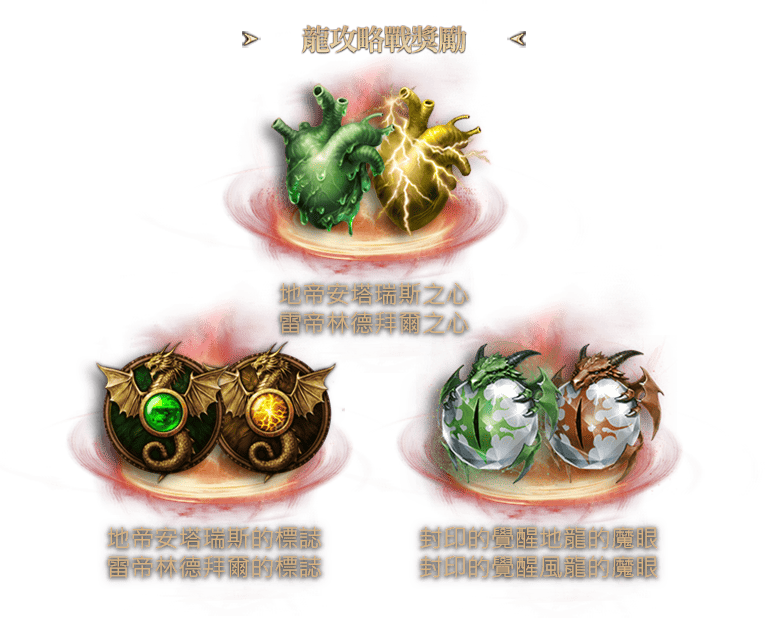 龍攻略戰獎勵
地帝安塔瑞斯之心
雷帝林德拜爾之心
地帝安塔瑞斯的標誌
雷帝林德拜爾的標誌
封印的覺醒地龍的魔眼
封印的覺醒風龍的魔眼